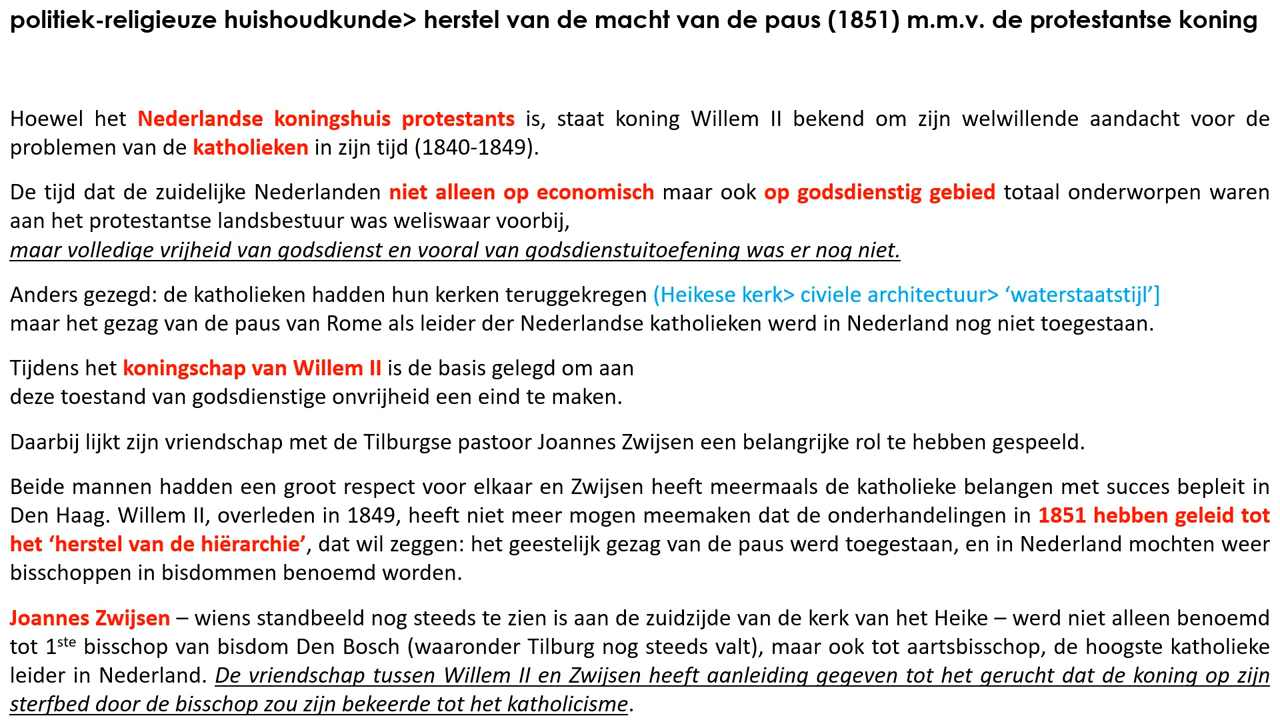 politiek-religieuze huishoudkunde> herstel van de macht van de paus (1851) m.m.v. de protestantse koning
Hoewel het Nederlandse koningshuis protestants is, staat koning Willem II bekend om zijn welwillende aandacht voor de
problemen van de katholieken in zijn tijd (1840-1849).
De tijd dat de zuidelijke Nederlanden niet alleen op economisch maar ook op godsdienstig gebied totaal onderworpen waren
aan het protestantse landsbestuur was weliswaar voorbij,
maar volledige vrijheid van godsdienst en vooral van godsdienstuitoefening was er nog niet.
Anders gezegd: de katholieken hadden hun kerken teruggekregen (Heikese kerk> civiele architectuur> ‘waterstaatstijl’]
maar het gezag van de paus van Rome als leider der Nederlandse katholieken werd in Nederland nog niet toegestaan.
Tijdens het koningschap van Willem II is de basis gelegd om aan
deze toestand van godsdienstige onvrijheid een eind te maken.
Daarbij lijkt zijn vriendschap met de Tilburgse pastoor Joannes Zwijsen een belangrijke rol te hebben gespeeld.
Beide mannen hadden een groot respect voor elkaar en Zwijsen heeft meermaals de katholieke belangen met succes bepleit in
Den Haag. Willem II, overleden in 1849, heeft niet meer mogen meemaken dat de onderhandelingen in 1851 hebben geleid tot
het ‘herstel van de hiërarchie’, dat wil zeggen: het geestelijk gezag van de paus werd toegestaan, en in Nederland mochten weer
bisschoppen in bisdommen benoemd worden.
Joannes Zwijsen – wiens standbeeld nog steeds te zien is aan de zuidzijde van de kerk van het Heike – werd niet alleen benoemd
tot 1ste bisschop van bisdom Den Bosch (waaronder Tilburg nog steeds valt), maar ook tot aartsbisschop, de hoogste katholieke
leider in Nederland. De vriendschap tussen Willem II en Zwijsen heeft aanleiding gegeven tot het gerucht dat de koning op zijn
sterfbed door de bisschop zou zijn bekeerde tot het katholicisme.